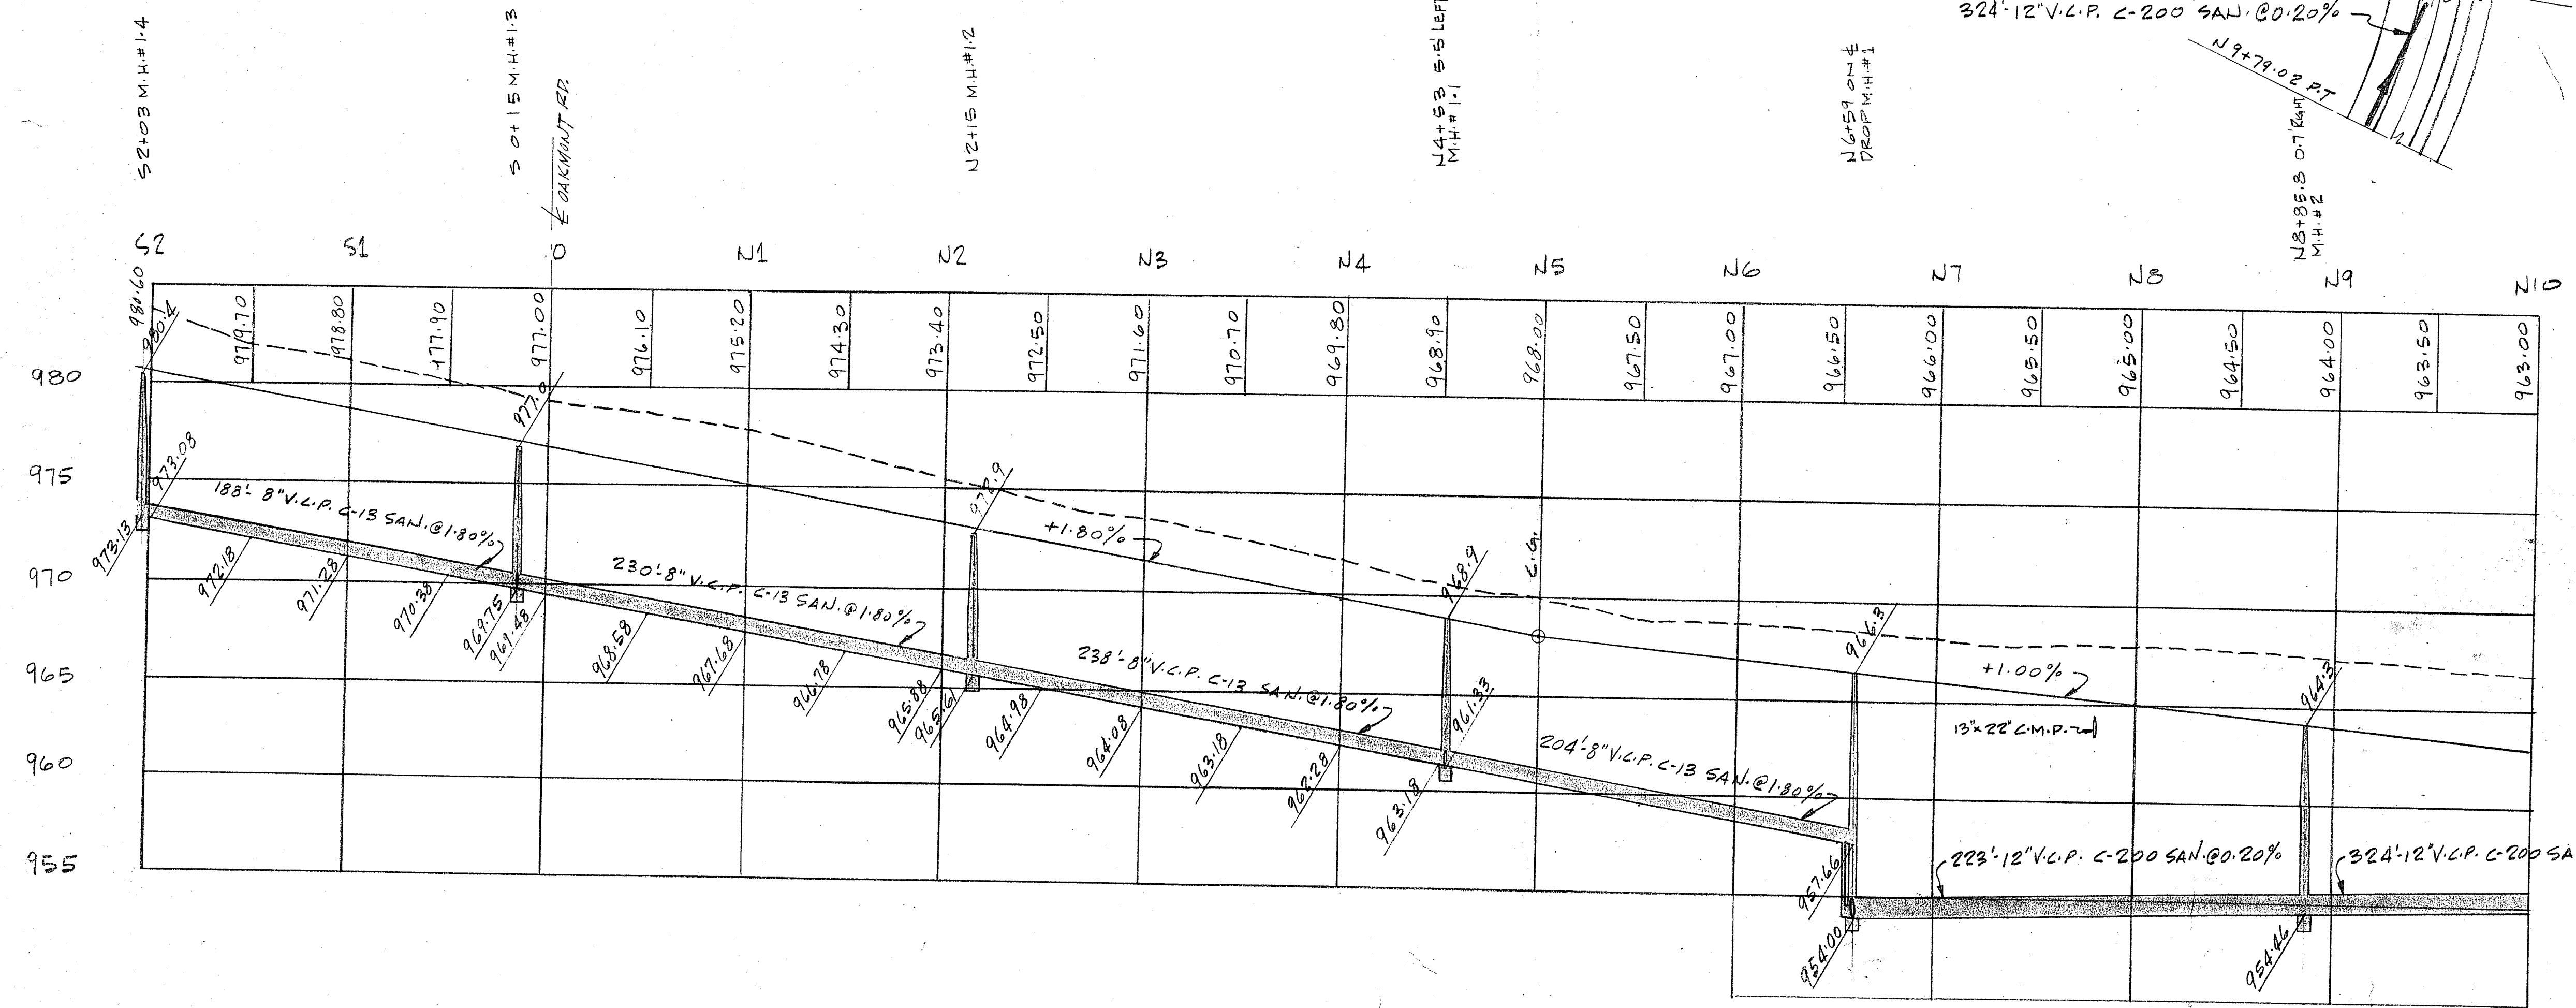 324'-12" V.C.P. C-200 SAN. @0.20%
N 9+79.02 P.T
S2+03 M.H.#1.4
S 0+15 M.H.#1.3
℄ OAKMONT RD.
N2+15 M.H.#1.2
N4+53 5.5' LEFT
M.H.#1.1
N6+59 ON ℄
DROP M.H.#1
N8+85.8 0.7' RGHT
M.H.#2
S2 S1 0 N1 N2 N3 N4 N5 N6 N7 N8 N9 N10
980.60 979.70 978.80 977.90 977.00 976.10 975.20 974.30 973.40 972.50 971.60 970.70 969.80 968.90 968.00 967.50 967.00 966.50 966.00 965.50 965.00 964.50 964.00 963.50 963.00
980.4
977.0
972.9
968.9
966.3
964.3
980
975
970
965
960
955
973.08
188'-8" V.C.P. C-13 SAN.@1.80%
230'-8" V.C.P. C-13 SAN.@1.80%
+1.80%
238'-8" V.C.P. C-13 SAN.@1.80%
961.33
204'-8" V.C.P. C-13 SAN.@1.80%
+1.00%
13"x22" C.M.P.
973.13 972.18 971.28 970.38 969.75 969.48 968.58 967.68 966.78 965.88 965.61 964.98 964.08 963.18 962.28 963.18
957.66
954.00
223'-12" V.C.P. C-200 SAN.@0.20%
324'-12" V.C.P. C-200 SA
954.46